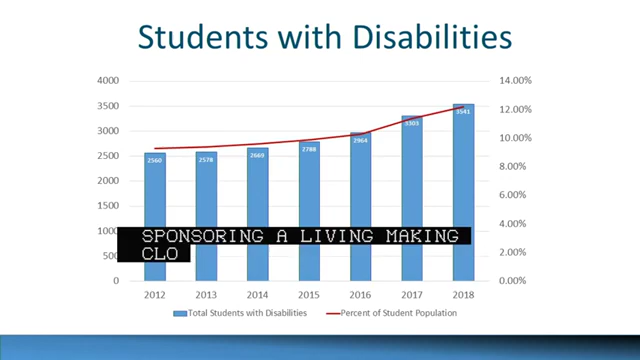 Students with Disabilities
4000 14.00%
3500 12.00%
3000 10.00%
2500 8.00%
2000 6.00%
1500
1000 4.00%
500 2.00%
0 0.00%
2560 2578 2669 2788 2964 3303 3541
SPONSORING A LIVING MAKING
CLO
2012 2013 2014 2015 2016 2017 2018
Total Students with Disabilities Percent of Student Population